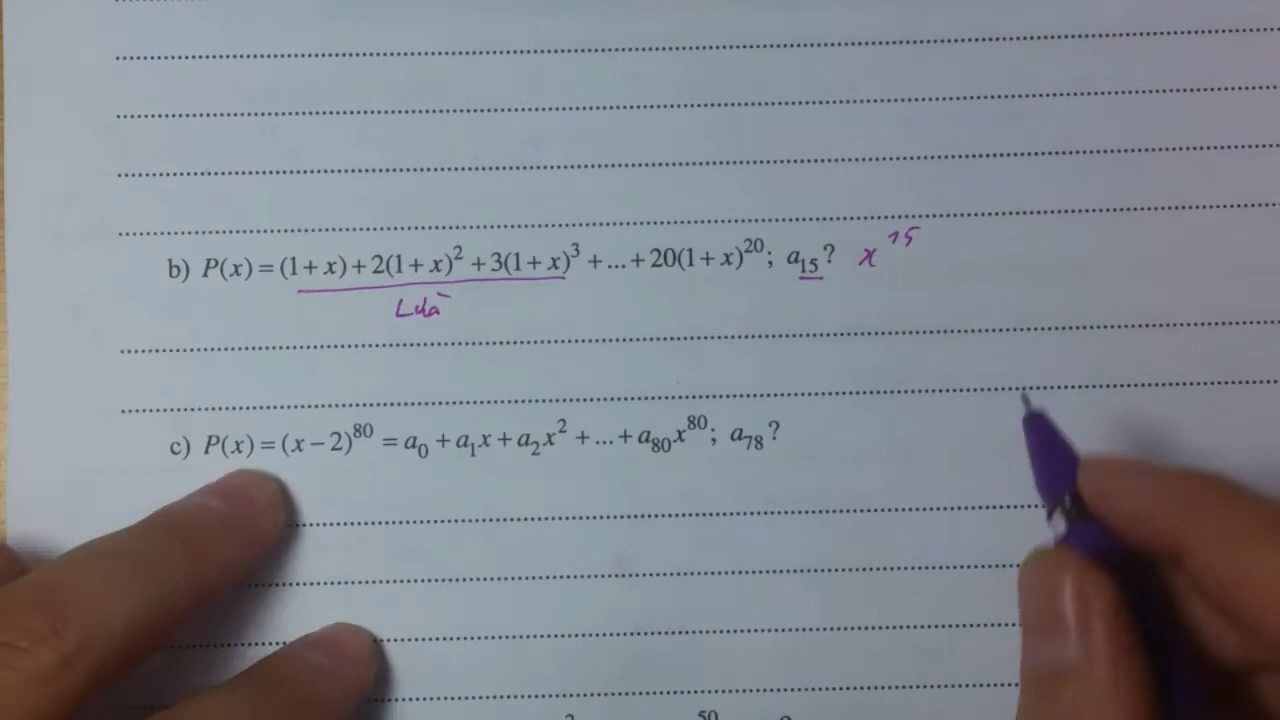 b) P(x) = (1+x)+2(1+x)² +3(1+x)³ +...+20(1+x)²⁰; a₁₅? x¹⁵
c) P(x) = (x−2)⁸⁰ = a₀ +a₁x+a₂x² +...+a₈₀x⁸⁰; a₇₈?